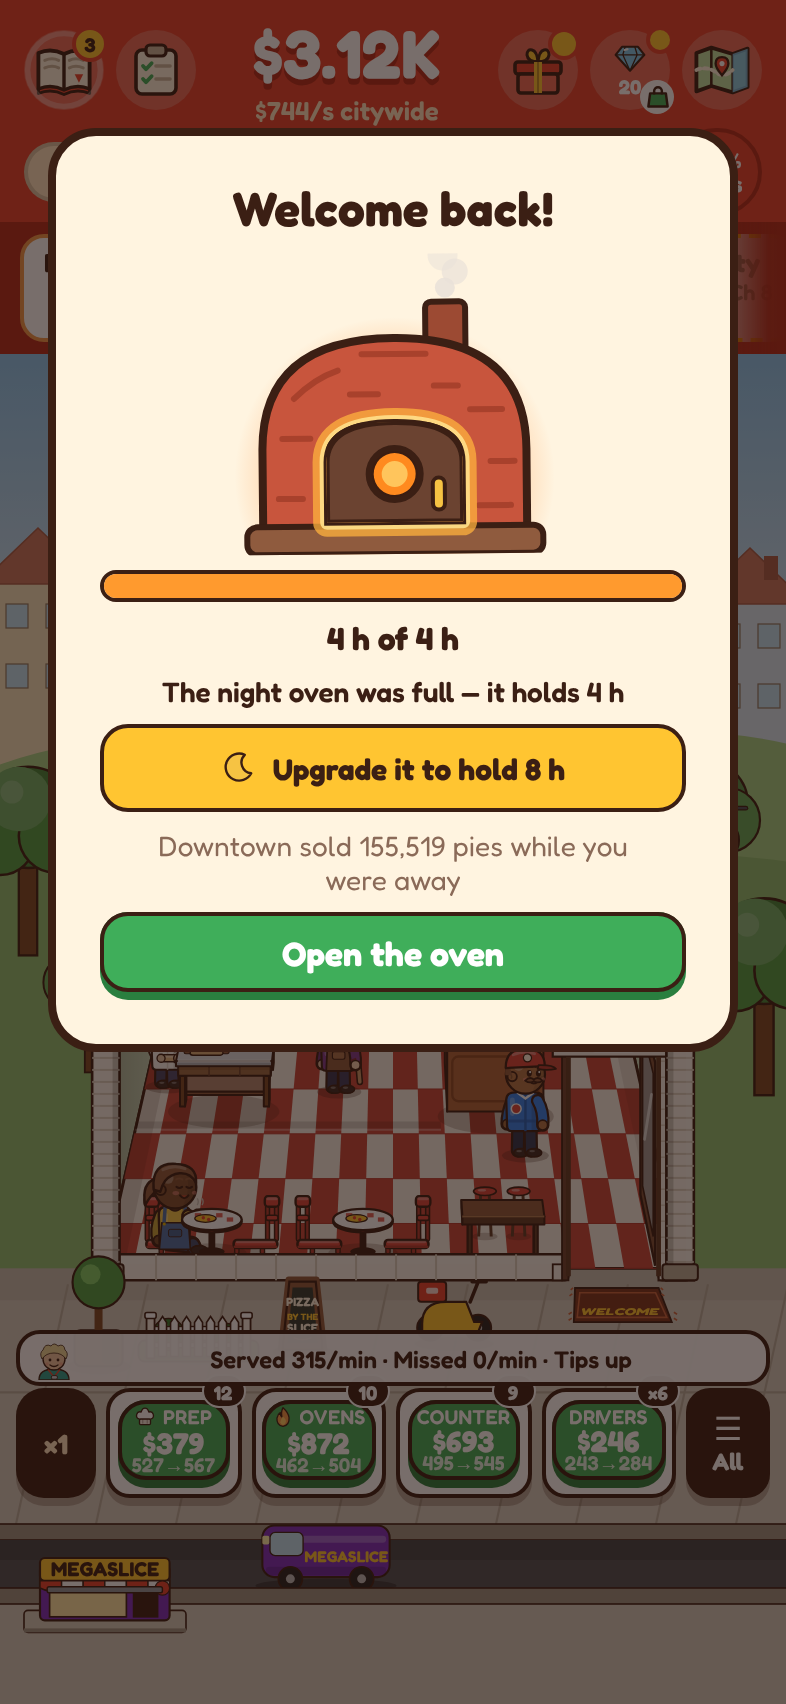 3
$3.12K
$744/s citywide
20
Welcome back!
4 h of 4 h
The night oven was full – it holds 4 h
Upgrade it to hold 8 h
Downtown sold 155,519 pies while you
were away
Open the oven
PIZZA
BY THE
SLICE
WELCOME
Served 315/min · Missed 0/min · Tips up
12
10
9
x6
x1
PREP
$379
527→567
OVENS
$872
462→504
COUNTER
$693
495→545
DRIVERS
$246
243→284
All
MEGASLICE
MEGASLICE